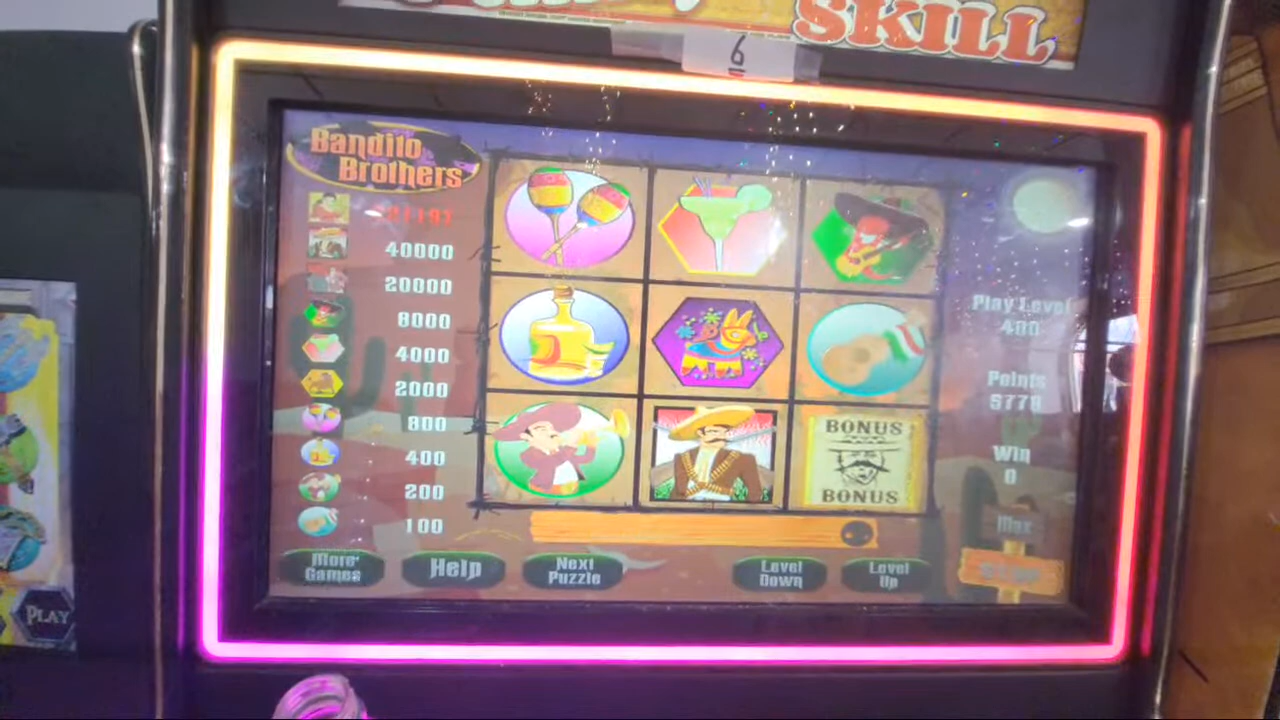 SKILL
6
Bandito
Brothers
40000
20000
8000
4000
2000
800
400
200
100
BONUS
BONUS
Play Level
400
Points
5778
Win
0
Max
More
Games
Help
Next
Puzzle
Level
Down
Level
Up
PLAY